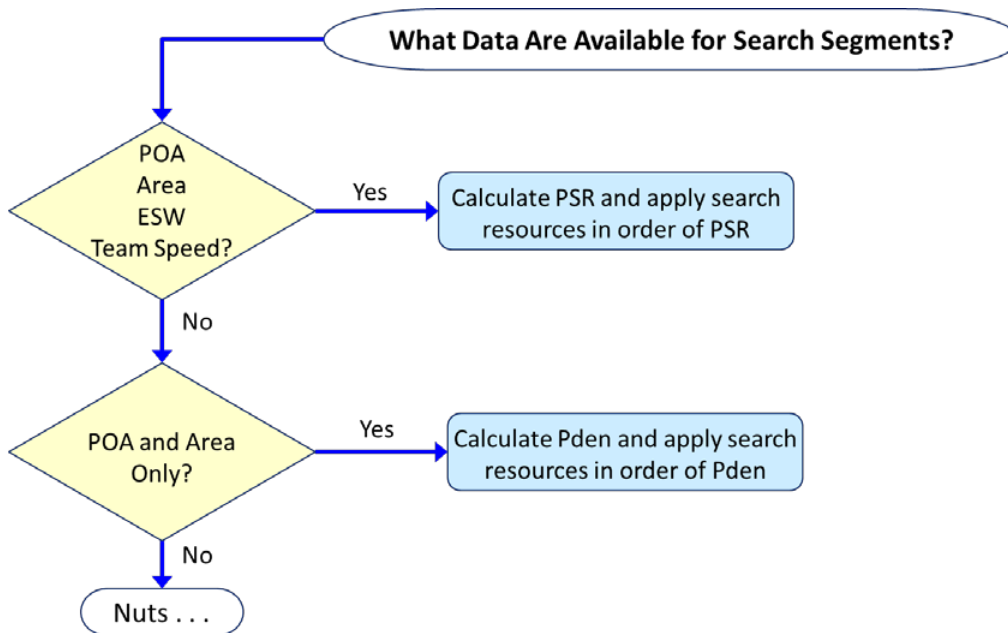 What Data Are Available for Search Segments?
POA
Area
ESW
Team Speed?
Yes
Calculate PSR and apply search
resources in order of PSR
No
POA and Area
Only?
Yes
Calculate Pden and apply search
resources in order of Pden
No
Nuts . . .